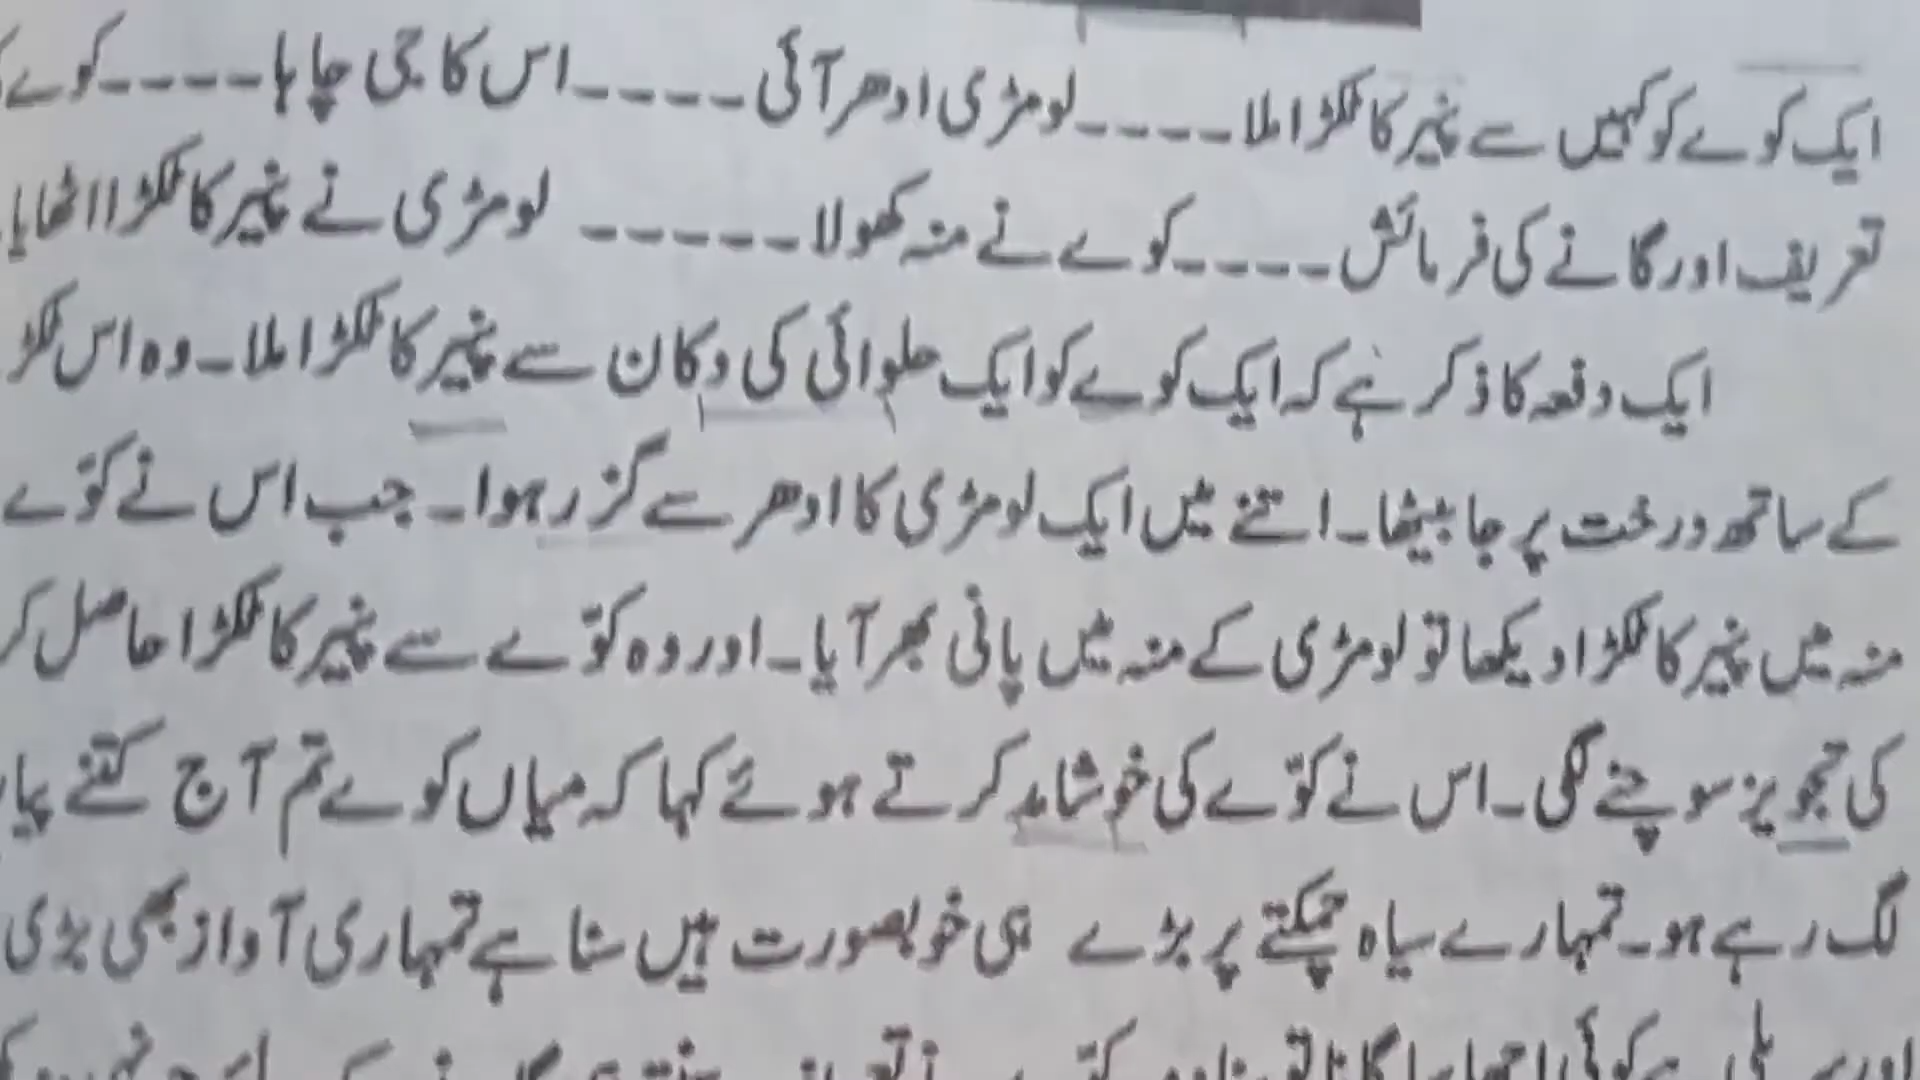 ایک کوے کو کہیں سے پنیر کا ٹکڑا ملا۔۔۔۔۔لومڑی ادھر آئی۔۔۔۔۔اس کا جی چاہا۔۔۔۔۔کوے
تعریف اور گانے کی فرمائش۔۔۔۔۔کوے نے منہ کھولا۔۔۔۔۔۔ لومڑی نے پنیر کا ٹکڑا اٹھایا
ایک دفعہ کا ذکر ہے کہ ایک کوے کو ایک حلوائی کی دکان سے پنیر کا ٹکڑا ملا۔ وہ اس
کے ساتھ درخت پر جا بیٹھا۔ اتنے میں ایک لومڑی کا ادھر سے گزر ہوا۔ جب اس نے کوّے
منہ میں پنیر کا ٹکڑا دیکھا تو لومڑی کے منہ میں پانی بھر آیا۔ اور وہ کوّے سے پنیر کا ٹکڑا حاصل کر
کی تجویز سوچنے لگی۔ اس نے کوّے کی خوشامد کرتے ہوئے کہا کہ میاں کوے تم آج کتنے
لگ رہے ہو۔ تمہارے سیاہ چمکتے پر بڑے ہی خوبصورت ہیں سنا ہے تمہاری آواز بھی بڑی